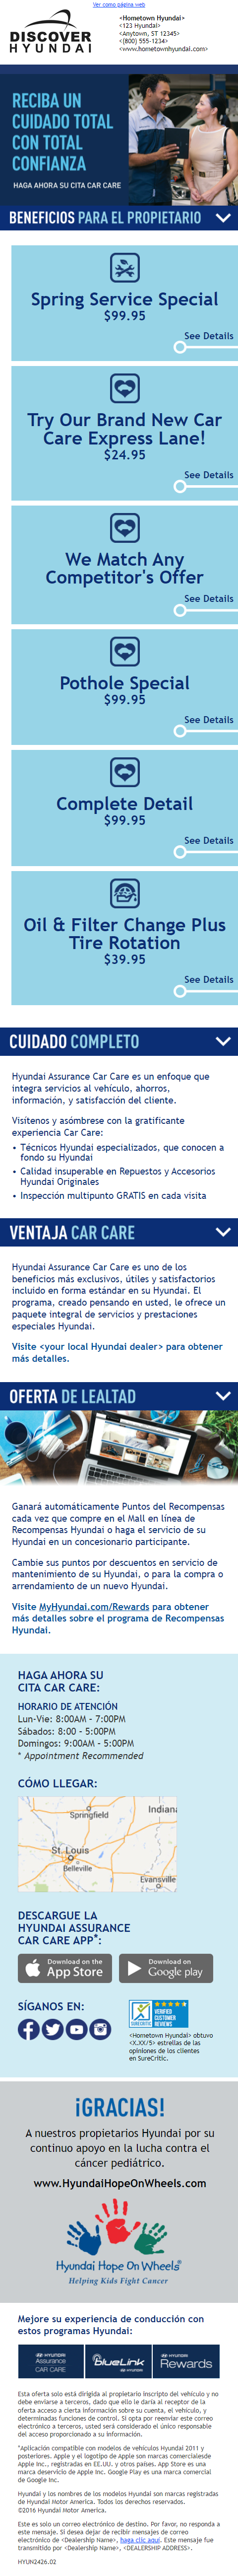 Ver como página web
DISCOVER
HYUNDAI
<Hometown Hyundai>
<123 Hyundai>
<Anytown, ST 12345>
<(800) 555-1234>
<www.hometownhyundai.com>
RECIBA UN
CUIDADO TOTAL
CON TOTAL
CONFIANZA
HAGA AHORA SU CITA CAR CARE
BENEFICIOS PARA EL PROPIETARIO
Spring Service Special
$99.95
See Details
Try Our Brand New Car
Care Express Lane!
$24.95
See Details
We Match Any
Competitor's Offer
See Details
Pothole Special
$99.95
See Details
Complete Detail
$99.95
See Details
Oil & Filter Change Plus
Tire Rotation
$39.95
See Details
CUIDADO COMPLETO
Hyundai Assurance Car Care es un enfoque que
integra servicios al vehículo, ahorros,
información, y satisfacción del cliente.
Visítenos y asómbrese con la gratificante
experiencia Car Care:
• Técnicos Hyundai especializados, que conocen a
fondo su Hyundai
• Calidad insuperable en Repuestos y Accesorios
Hyundai Originales
• Inspección multipunto GRATIS en cada visita
VENTAJA CAR CARE
Hyundai Assurance Car Care es uno de los
beneficios más exclusivos, útiles y satisfactorios
incluido en forma estándar en su Hyundai. El
programa, creado pensando en usted, le ofrece un
paquete integral de servicios y prestaciones
especiales Hyundai.
Visite <your local Hyundai dealer> para obtener
más detalles.
OFERTA DE LEALTAD
Ganará automáticamente Puntos del Recompensas
cada vez que compre en el Mall en línea de
Recompensas Hyundai o haga el servicio de su
Hyundai en un concesionario participante.
Cambie sus puntos por descuentos en servicio de
mantenimiento de su Hyundai, o para la compra o
arrendamiento de un nuevo Hyundai.
Visite MyHyundai.com/Rewards para obtener
más detalles sobre el programa de Recompensas
Hyundai.
HAGA AHORA SU
CITA CAR CARE:
HORARIO DE ATENCIÓN
Lun-Vie: 8:00AM – 7:00PM
Sábados: 8:00 – 5:00PM
Domingos: 9:00AM – 5:00PM
* Appointment Recommended
CÓMO LLEGAR:
Springfield
Indiana
St. Louis
Belleville
Evansville
DESCARGUE LA
HYUNDAI ASSURANCE
CAR CARE APP*:
Download on the
App Store
Download on
Google play
SÍGANOS EN:
SURECRITIC
VERIFIED
CUSTOMER
REVIEWS
<Hometown Hyundai> obtuvo
<X.XX/5> estrellas de las
opiniones de los clientes
en SureCritic.
¡GRACIAS!
A nuestros propietarios Hyundai por su
continuo apoyo en la lucha contra el
cáncer pediátrico.
www.HyundaiHopeOnWheels.com
Hyundai Hope On Wheels®
Helping Kids Fight Cancer
Mejore su experiencia de conducción con
estos programas Hyundai:
HYUNDAI
Assurance
CAR CARE
BlueLink
HYUNDAI
HYUNDAI
Rewards
Esta oferta solo está dirigida al propietario inscripto del vehículo y no
debe enviarse a terceros, dado que ello le daría al receptor de la
oferta acceso a cierta información sobre su cuenta, el vehículo, y
determinadas funciones de control. Si opta por reenviar este correo
electrónico a terceros, usted será considerado el único responsable
del acceso proporcionado a su información.
*Aplicación compatible con modelos de vehículos Hyundai 2011 y
posteriores. Apple y el logotipo de Apple son marcas comercialesde
Apple Inc., registradas en EE.UU. y otros países. App Store es una
marca deservicio de Apple Inc. Google Play es una marca comercial
de Google Inc.
Hyundai y los nombres de los modelos Hyundai son marcas registradas
de Hyundai Motor America. Todos los derechos reservados.
©2016 Hyundai Motor America.
Este es solo un correo electrónico de destino. Por favor, no responda a
este mensaje. Si desea dejar de recibir mensajes de correo
electrónico de <Dealership Name>, haga clic aquí. Este mensaje fue
transmitido por <Dealership Name>, <DEALERSHIP ADDRESS>.
HYUN2426.02